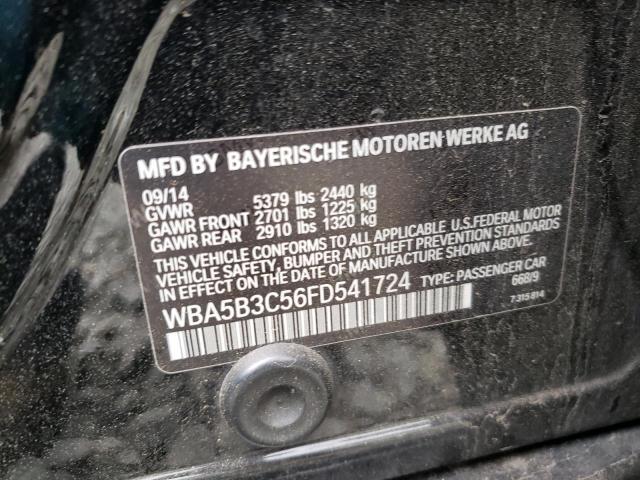 MFD BY BAYERISCHE MOTOREN WERKE AG
09/14
GVWR 5379 lbs 2440 kg
GAWR FRONT 2701 lbs 1225 kg
GAWR REAR 2910 lbs 1320 kg
THIS VEHICLE CONFORMS TO ALL APPLICABLE U.S.FEDERAL MOTOR
VEHICLE SAFETY, BUMPER, AND THEFT PREVENTION STANDARDS
IN EFFECT ON THE DATE OF MANUFACTURE SHOWN ABOVE.
WBA5B3C56FD541724 TYPE: PASSENGER CAR
668/9
7 315 814